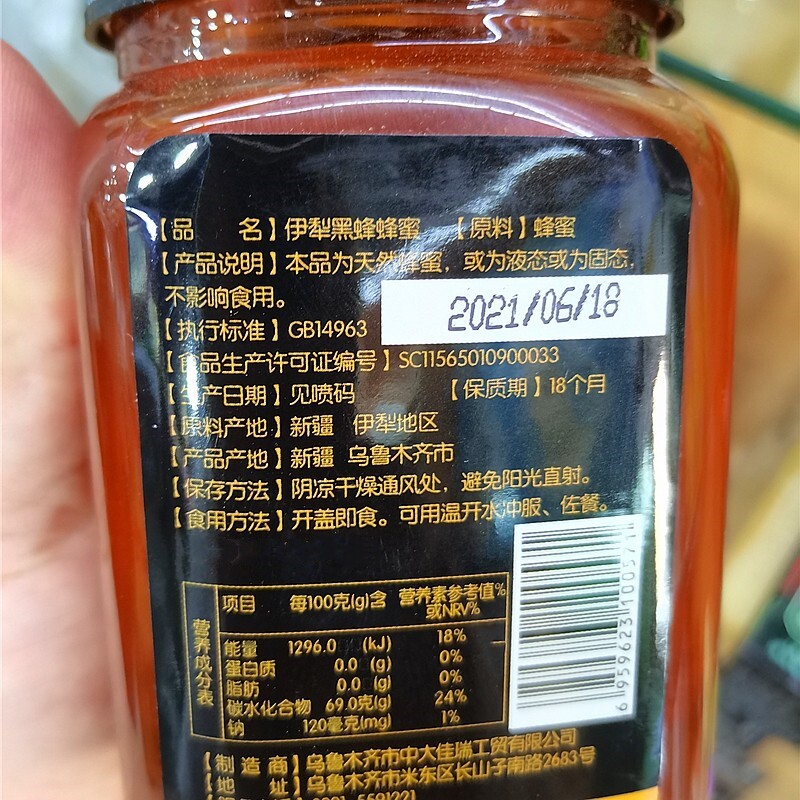 【品 名】伊犁黑蜂蜂蜜 【原料】蜂蜜
【产品说明】本品为天然蜂蜜，或为液态或为固态，
不影响食用。
2021/06/18
【执行标准】GB14963
【食品生产许可证编号】SC11565010900033
【生产日期】见喷码 【保质期】18个月
【原料产地】新疆 伊犁地区
【产品产地】新疆 乌鲁木齐市
【保存方法】阴凉干燥通风处，避免阳光直射。
【食用方法】开盖即食。可用温开水冲服、佐餐。
营养成分表
项目 每100克(g)含 营养素参考值%
或NRV%
能量 1296.0 (kJ) 18%
蛋白质 0.0 (g) 0%
脂肪 0.0 (g) 0%
碳水化合物 69.0克(g) 24%
钠 120毫克(mg) 1%
【制 造 商】乌鲁木齐市中大佳瑞工贸有限公司
【地 址】乌鲁木齐市米东区长山子南路2683号